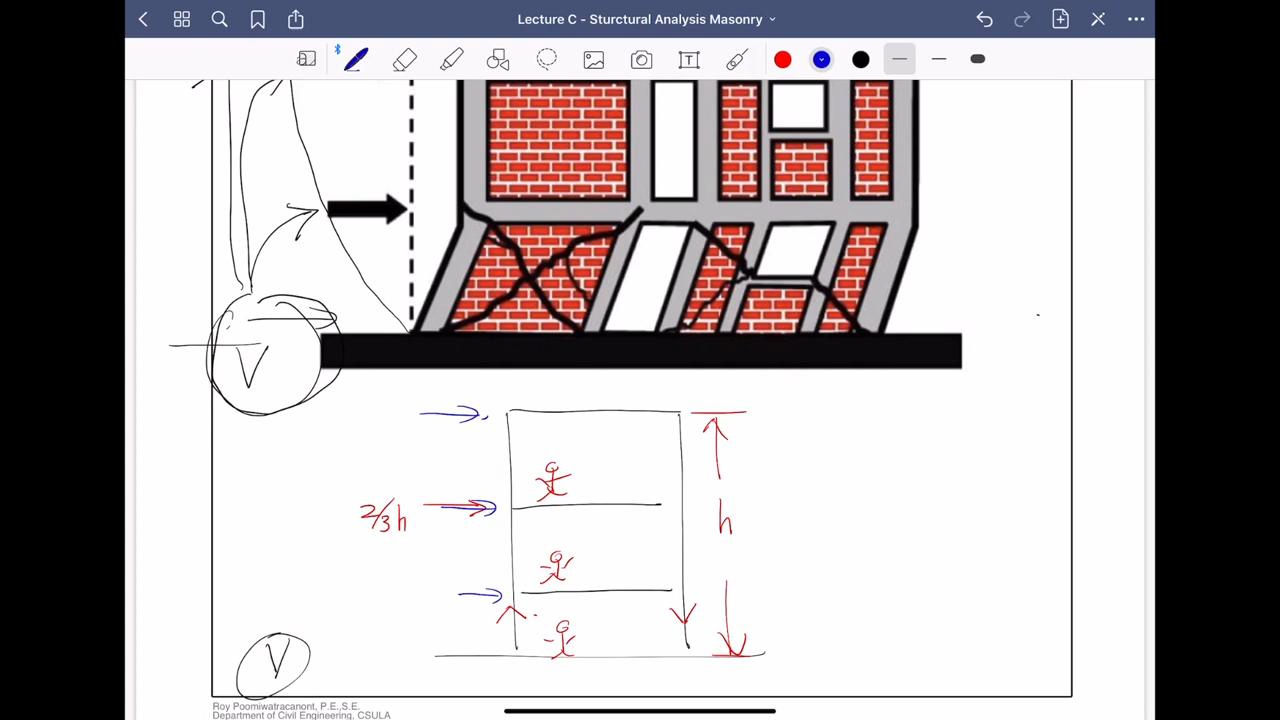 Lecture C - Sturctural Analysis Masonry
T
V
2/3 h
h
V
Roy Poomiwatracanont, P.E.,S.E.
Department of Civil Engineering, CSULA